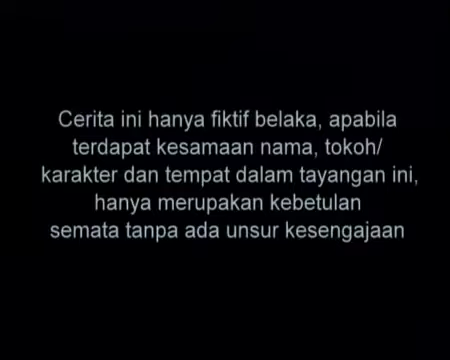 Cerita ini hanya fiktif belaka, apabila
terdapat kesamaan nama, tokoh/
karakter dan tempat dalam tayangan ini,
hanya merupakan kebetulan
semata tanpa ada unsur kesengajaan